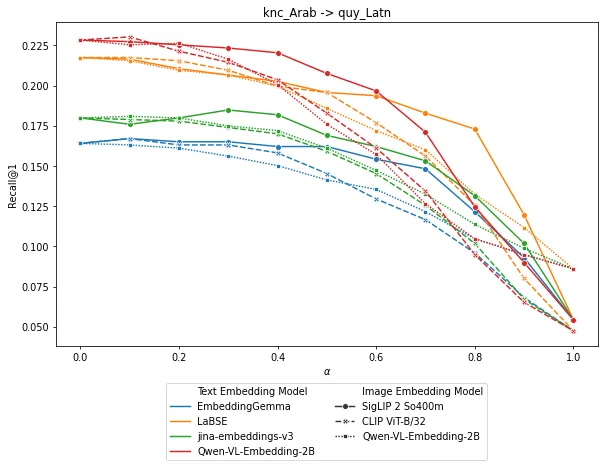 knc_Arab -> quy_Latn
Recall@1
0.225
0.200
0.175
0.150
0.125
0.100
0.075
0.050
0.0 0.2 0.4 0.6 0.8 1.0
α
Text Embedding Model Image Embedding Model
EmbeddingGemma SigLIP 2 So400m
LaBSE CLIP ViT-B/32
jina-embeddings-v3 Qwen-VL-Embedding-2B
Qwen-VL-Embedding-2B